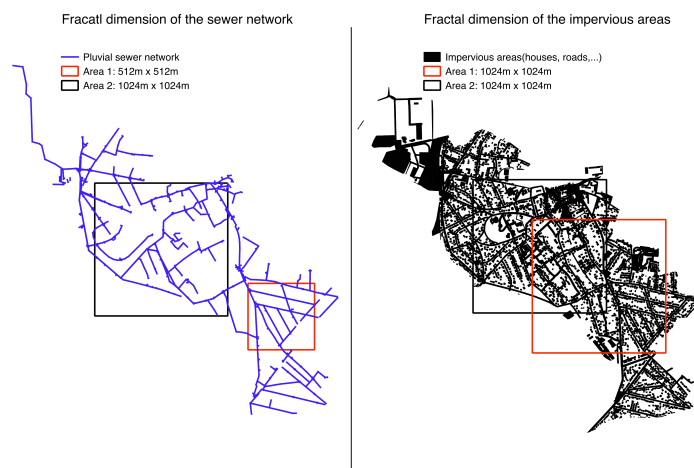 Fracatl dimension of the sewer network
Pluvial sewer network
Area 1: 512m x 512m
Area 2: 1024m x 1024m
Fractal dimension of the impervious areas
Impervious areas(houses, roads,...)
Area 1: 1024m x 1024m
Area 2: 1024m x 1024m